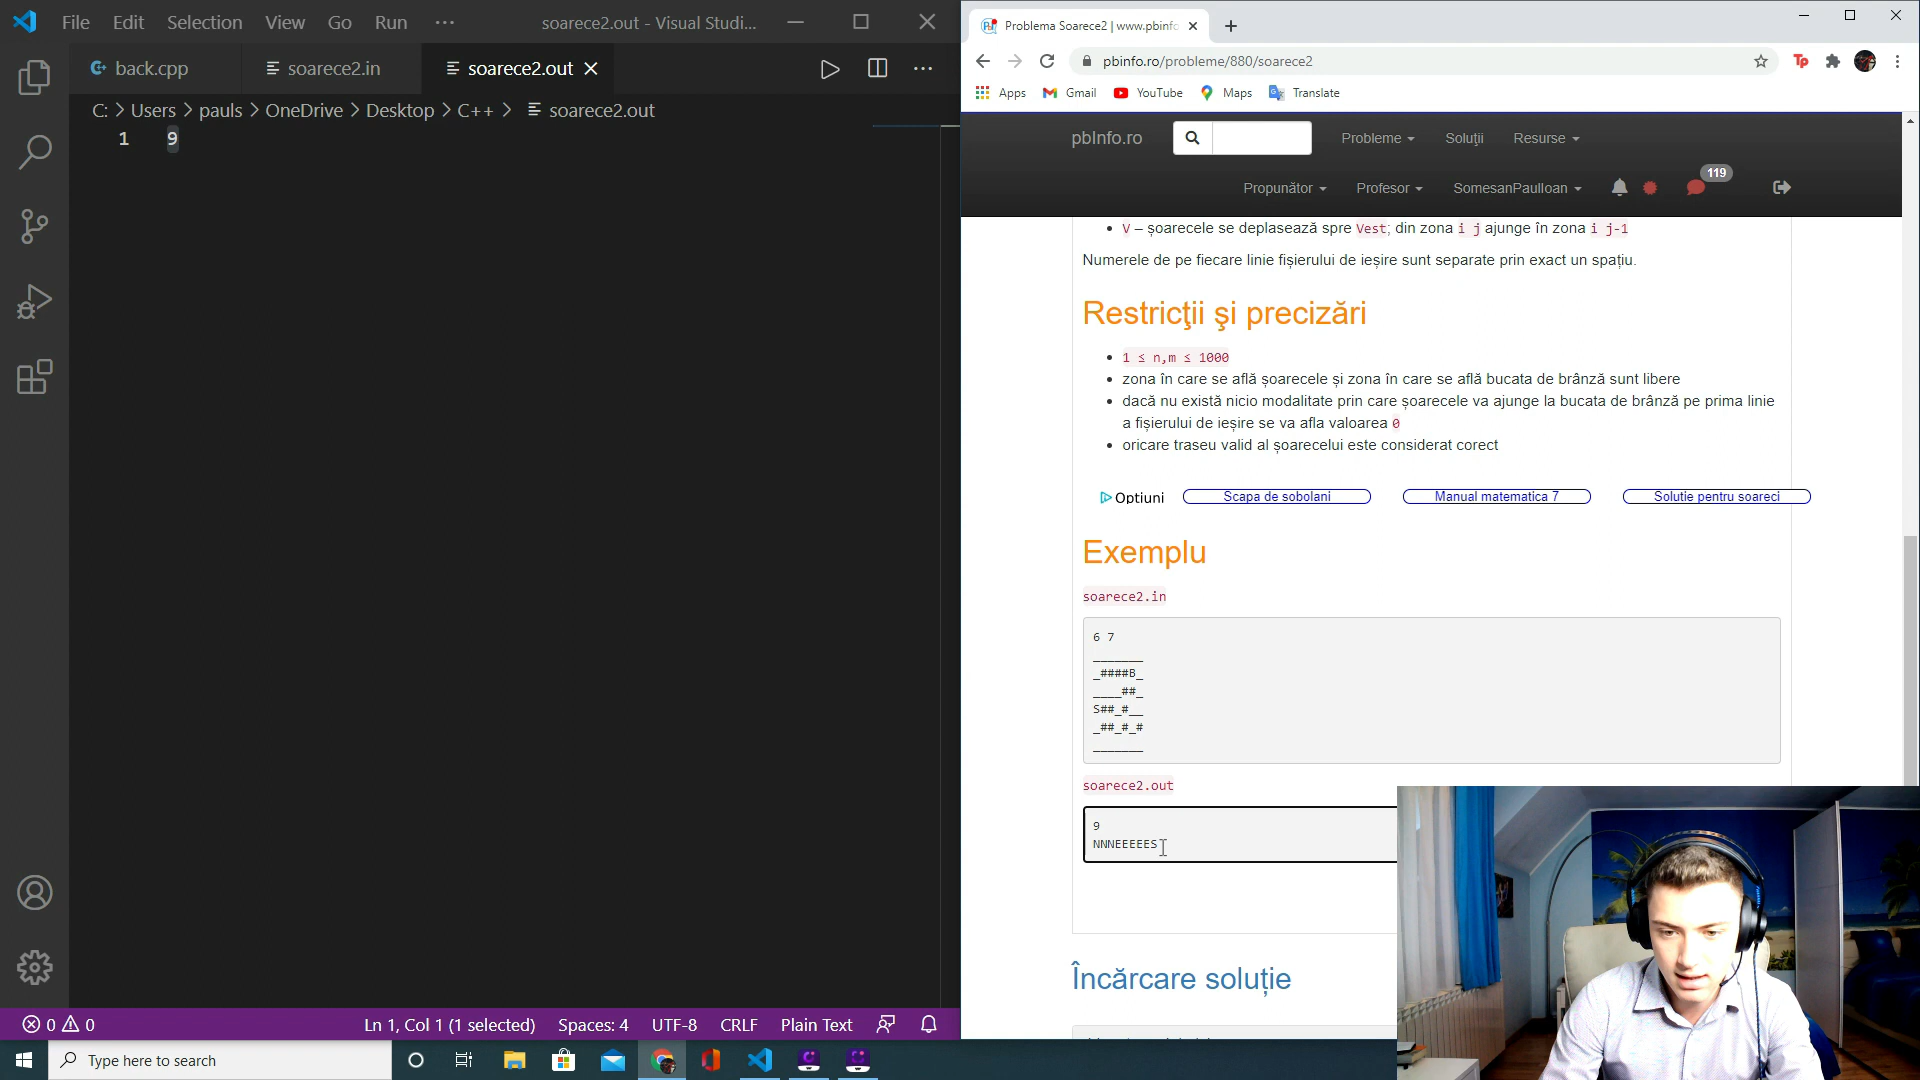 File Edit Selection View Go Run ··· soarece2.out - Visual Studi...
back.cpp soarece2.in soarece2.out
C: > Users > pauls > OneDrive > Desktop > C++ > soarece2.out
1 9
0 0 Ln 1, Col 1 (1 selected) Spaces: 4 UTF-8 CRLF Plain Text
Type here to search
Problema Soarece2 | www.pbinfo
pbinfo.ro/probleme/880/soarece2
Apps Gmail YouTube Maps Translate
pbInfo.ro Probleme Soluţii Resurse
Propunător Profesor SomesanPaulIoan 119
V – șoarecele se deplasează spre Vest; din zona i j ajunge în zona i j-1
Numerele de pe fiecare linie fișierului de ieșire sunt separate prin exact un spațiu.
Restricţii şi precizări
1 ≤ n,m ≤ 1000
zona în care se află șoarecele și zona în care se află bucata de brânză sunt libere
dacă nu există nicio modalitate prin care șoarecele va ajunge la bucata de brânză pe prima linie
a fișierului de ieșire se va afla valoarea 0
oricare traseu valid al șoarecelui este considerat corect
Optiuni Scapa de sobolani Manual matematica 7 Solutie pentru soareci
Exemplu
soarece2.in
6 7
_______
_####B_
____##_
S##_#__
_##_#_#
_______
soarece2.out
9
NNNEEEEES
Încărcare soluție